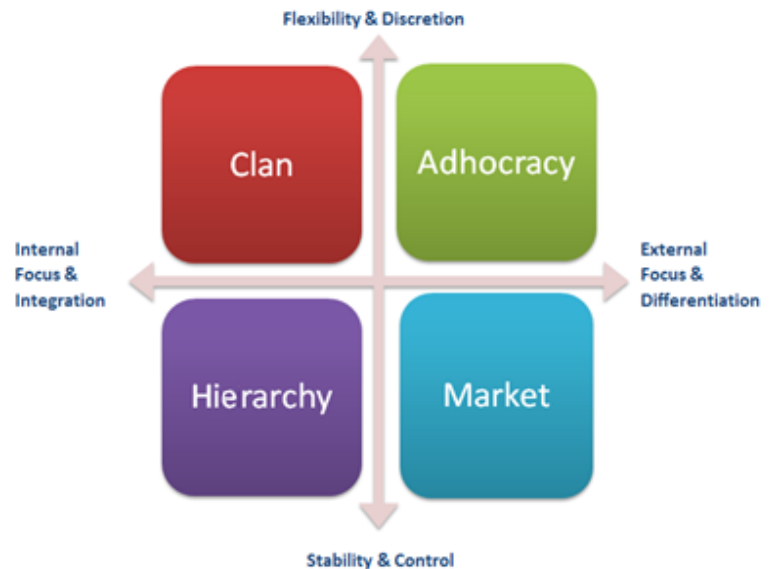 Flexibility & Discretion
Clan
Adhocracy
Internal
Focus &
Integration
External
Focus &
Differentiation
Hierarchy
Market
Stability & Control